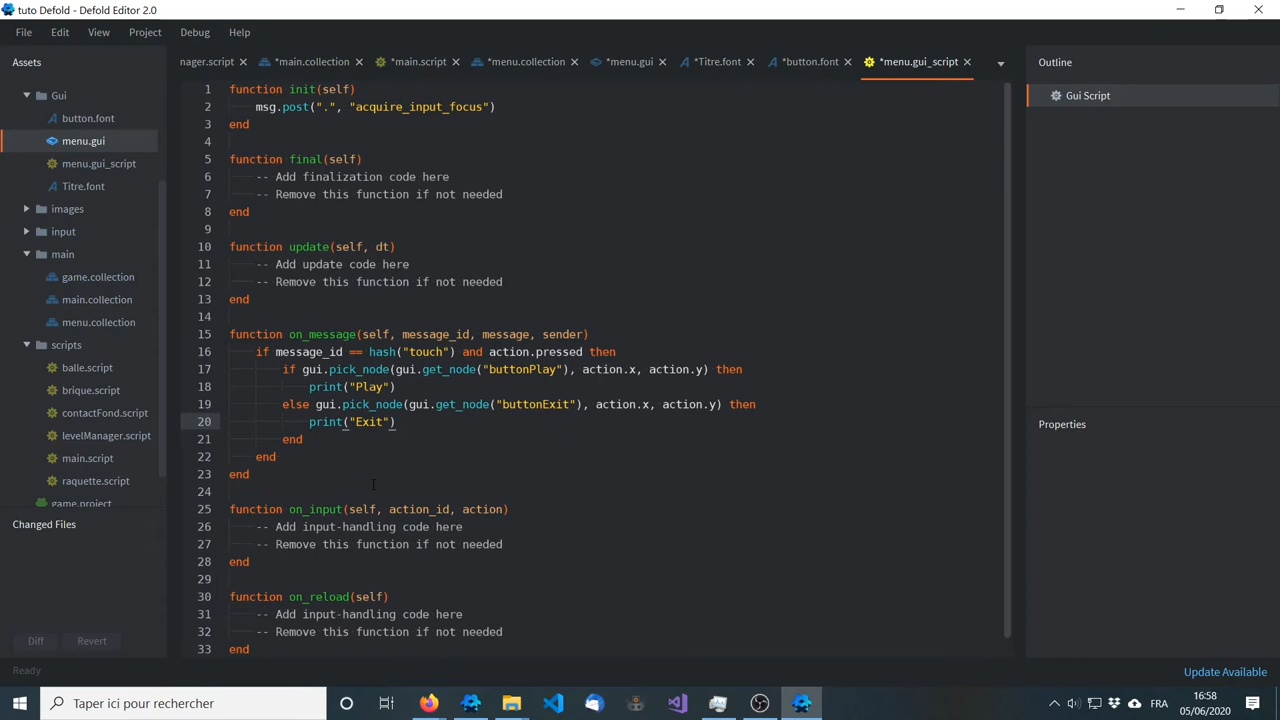 tuto Defold - Defold Editor 2.0
File Edit View Project Debug Help
Assets
nager.script *main.collection *main.script *menu.collection *menu.gui *Titre.font *button.font *menu.gui_script
Outline
Gui
button.font
menu.gui
menu.gui_script
Titre.font
images
input
main
game.collection
main.collection
menu.collection
scripts
balle.script
brique.script
contactFond.script
levelManager.script
main.script
raquette.script
game.project
Changed Files
Diff Revert
Ready
1 function init(self)
2 msg.post(".", "acquire_input_focus")
3 end
4
5 function final(self)
6 -- Add finalization code here
7 -- Remove this function if not needed
8 end
9
10 function update(self, dt)
11 -- Add update code here
12 -- Remove this function if not needed
13 end
14
15 function on_message(self, message_id, message, sender)
16 if message_id == hash("touch") and action.pressed then
17 if gui.pick_node(gui.get_node("buttonPlay"), action.x, action.y) then
18 print("Play")
19 else gui.pick_node(gui.get_node("buttonExit"), action.x, action.y) then
20 print("Exit")
21 end
22 end
23 end
24
25 function on_input(self, action_id, action)
26 -- Add input-handling code here
27 -- Remove this function if not needed
28 end
29
30 function on_reload(self)
31 -- Add input-handling code here
32 -- Remove this function if not needed
33 end
Gui Script
Properties
Update Available
Taper ici pour rechercher
FRA
16:58
05/06/2020